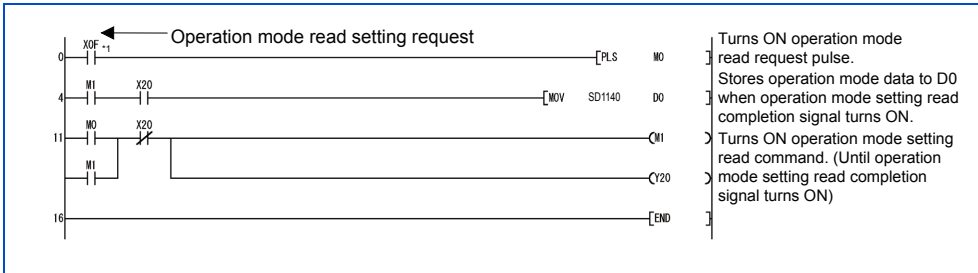 Operation mode read setting request
X0F *1
0 [PLS M0 ]
Turns ON operation mode
read request pulse.
M1 X20
4 [MOV SD1140 D0 ]
Stores operation mode data to D0
when operation mode setting read
completion signal turns ON.
M0 X20
11 (M1 )
Turns ON operation mode setting
read command. (Until operation
mode setting read completion
signal turns ON)
M1
(Y20 )
16 [END ]